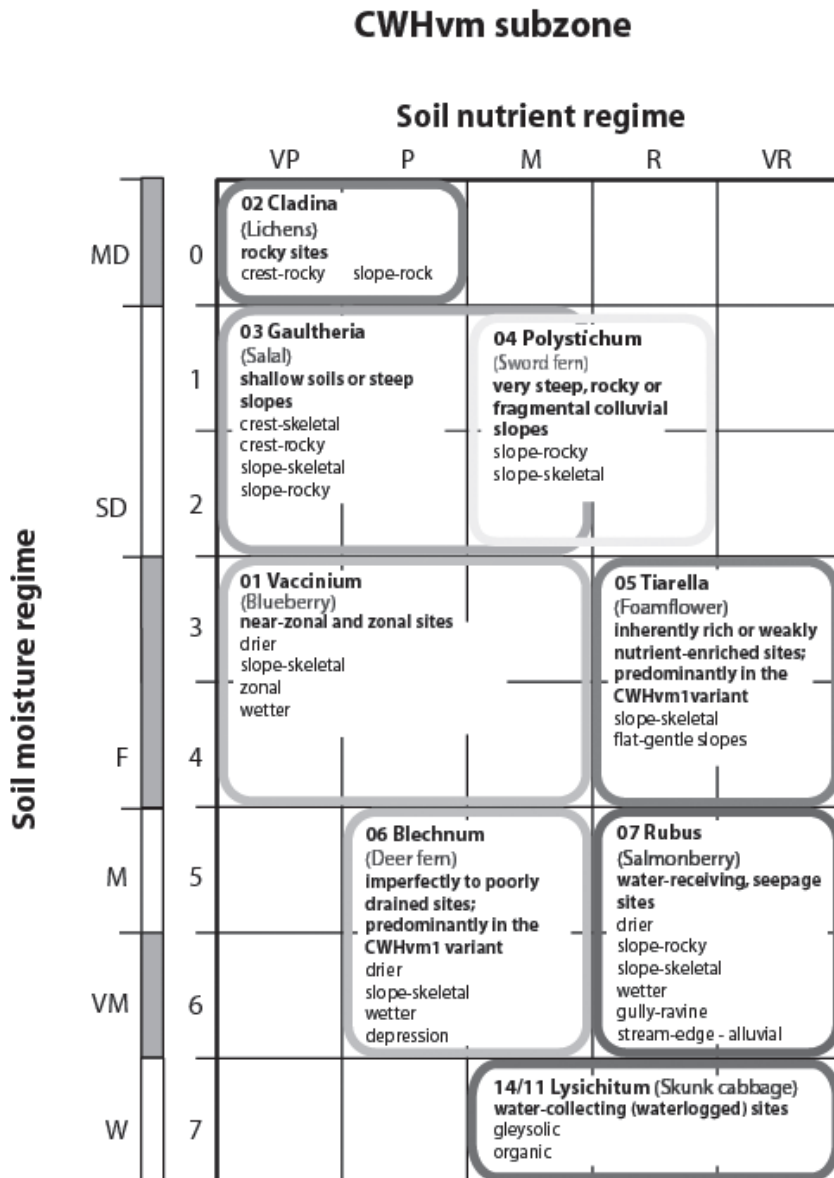 CWHvm subzone
Soil nutrient regime
VP P M R VR
Soil moisture regime
MD 0
02 Cladina
(Lichens)
rocky sites
crest-rocky slope-rock
1
03 Gaultheria
(Salal)
shallow soils or steep
slopes
crest-skeletal
crest-rocky
slope-skeletal
slope-rocky
04 Polystichum
(Sword fern)
very steep, rocky or
fragmental colluvial
slopes
slope-rocky
slope-skeletal
SD 2
3
01 Vaccinium
(Blueberry)
near-zonal and zonal sites
drier
slope-skeletal
zonal
wetter
05 Tiarella
(Foamflower)
inherently rich or weakly
nutrient-enriched sites;
predominantly in the
CWHvm1 variant
slope-skeletal
flat-gentle slopes
F 4
M 5
06 Blechnum
(Deer fern)
imperfectly to poorly
drained sites;
predominantly in the
CWHvm1 variant
drier
slope-skeletal
wetter
depression
07 Rubus
(Salmonberry)
water-receiving, seepage
sites
drier
slope-rocky
slope-skeletal
wetter
gully-ravine
stream-edge - alluvial
VM 6
W 7
14/11 Lysichitum (Skunk cabbage)
water-collecting (waterlogged) sites
gleysolic
organic